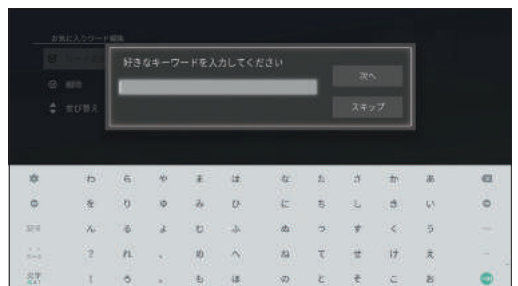 お気に入りワード編集
削除
並び替え
好きなキーワードを入力してください
次へ
スキップ
わ ら や ま は な た さ か あ
を り ゆ み ひ に ち し き い
記号 ん る よ む ふ ぬ つ す く う
? れ 、 め へ ね て せ け え
! ろ 。 も ほ の と そ こ お
文字